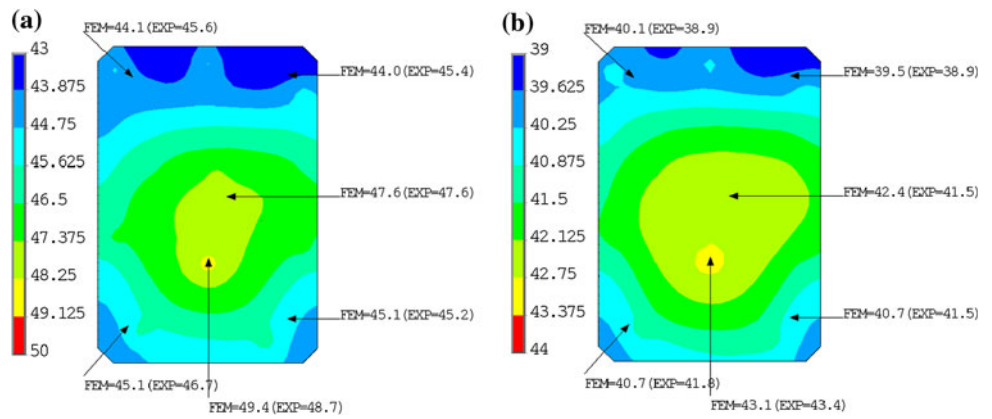 (a)
FEM=44.1(EXP=45.6)
43
43.875
44.75
45.625
46.5
47.375
48.25
49.125
50
FEM=44.0(EXP=45.4)
FEM=47.6(EXP=47.6)
FEM=45.1(EXP=45.2)
FEM=45.1(EXP=46.7)
FEM=49.4(EXP=48.7)
(b)
FEM=40.1(EXP=38.9)
39
39.625
40.25
40.875
41.5
42.125
42.75
43.375
44
FEM=39.5(EXP=38.9)
FEM=42.4(EXP=41.5)
FEM=40.7(EXP=41.5)
FEM=40.7(EXP=41.8)
FEM=43.1(EXP=43.4)